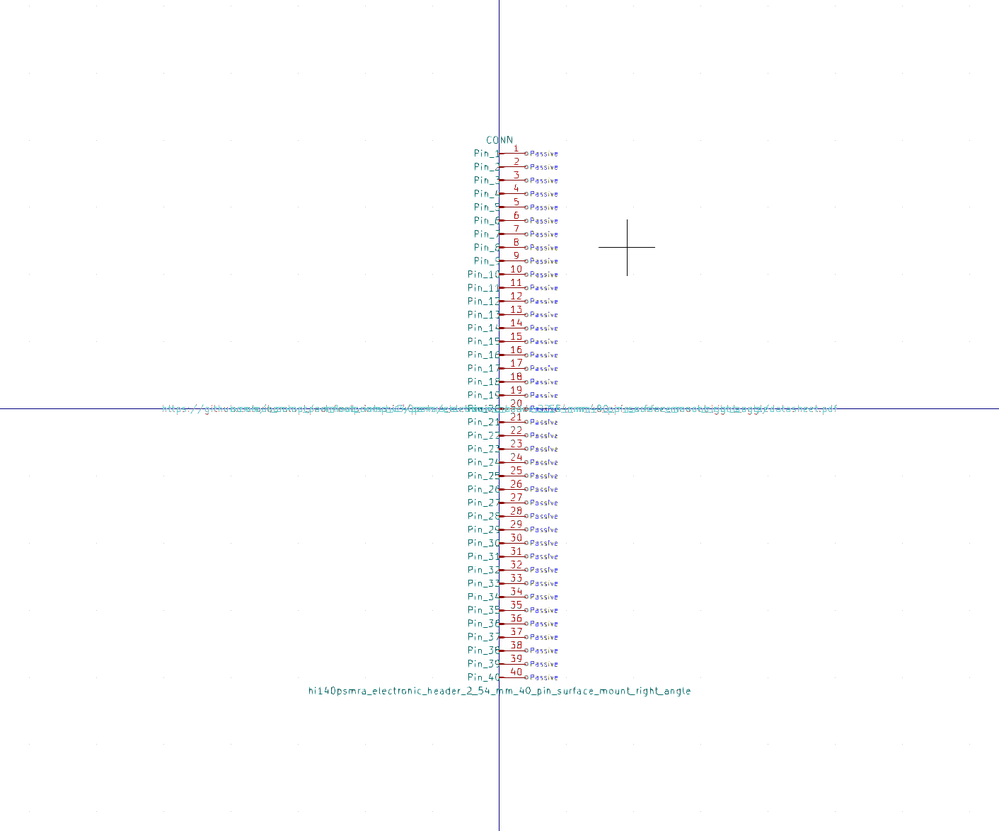 CONN
Pin_1 1 Passive
Pin_2 2 Passive
Pin_3 3 Passive
Pin_4 4 Passive
Pin_5 5 Passive
Pin_6 6 Passive
Pin_7 7 Passive
Pin_8 8 Passive
Pin_9 9 Passive
Pin_10 10 Passive
Pin_11 11 Passive
Pin_12 12 Passive
Pin_13 13 Passive
Pin_14 14 Passive
Pin_15 15 Passive
Pin_16 16 Passive
Pin_17 17 Passive
Pin_18 18 Passive
Pin_19 19 Passive
20 Passive
Pin_21 21 Passive
Pin_22 22 Passive
Pin_23 23 Passive
Pin_24 24 Passive
Pin_25 25 Passive
Pin_26 26 Passive
Pin_27 27 Passive
Pin_28 28 Passive
Pin_29 29 Passive
Pin_30 30 Passive
Pin_31 31 Passive
Pin_32 32 Passive
Pin_33 33 Passive
Pin_34 34 Passive
Pin_35 35 Passive
Pin_36 36 Passive
Pin_37 37 Passive
Pin_38 38 Passive
Pin_39 39 Passive
Pin_40 40 Passive
hi140psmra_electronic_header_2_54_mm_40_pin_surface_mount_right_angle